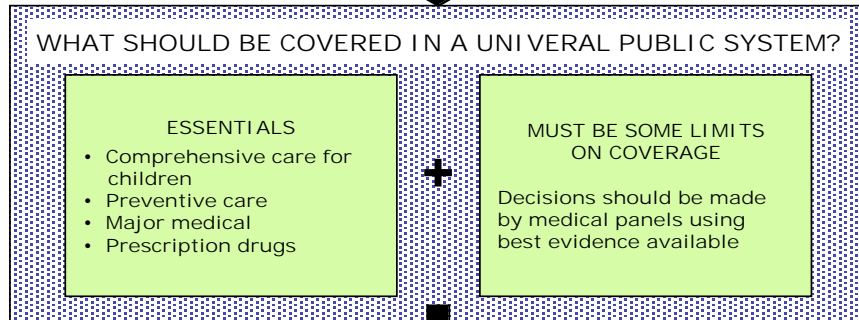 WHAT SHOULD BE COVERED IN A UNIVERAL PUBLIC SYSTEM?
ESSENTIALS
• Comprehensive care for
children
• Preventive care
• Major medical
• Prescription drugs
+
MUST BE SOME LIMITS
ON COVERAGE
Decisions should be made
by medical panels using
best evidence available